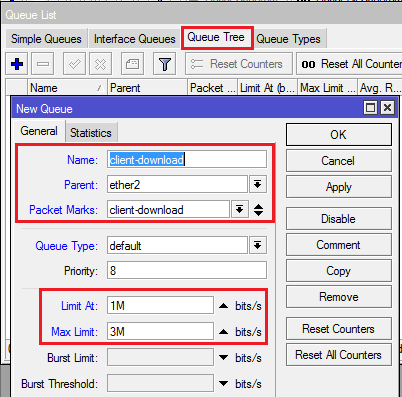 Queue List
Simple Queues Interface Queues Queue Tree Queue Types
Reset Counters 00 Reset All Counters
Name Parent Packet ... Limit At (b... Max Limit ... Avg. R...
New Queue
General Statistics
Name: client-download
Parent: ether2
Packet Marks: client-download
Queue Type: default
Priority: 8
Limit At: 1M bits/s
Max Limit: 3M bits/s
Burst Limit: bits/s
Burst Threshold: bits/s
OK
Cancel
Apply
Disable
Comment
Copy
Remove
Reset Counters
Reset All Counters